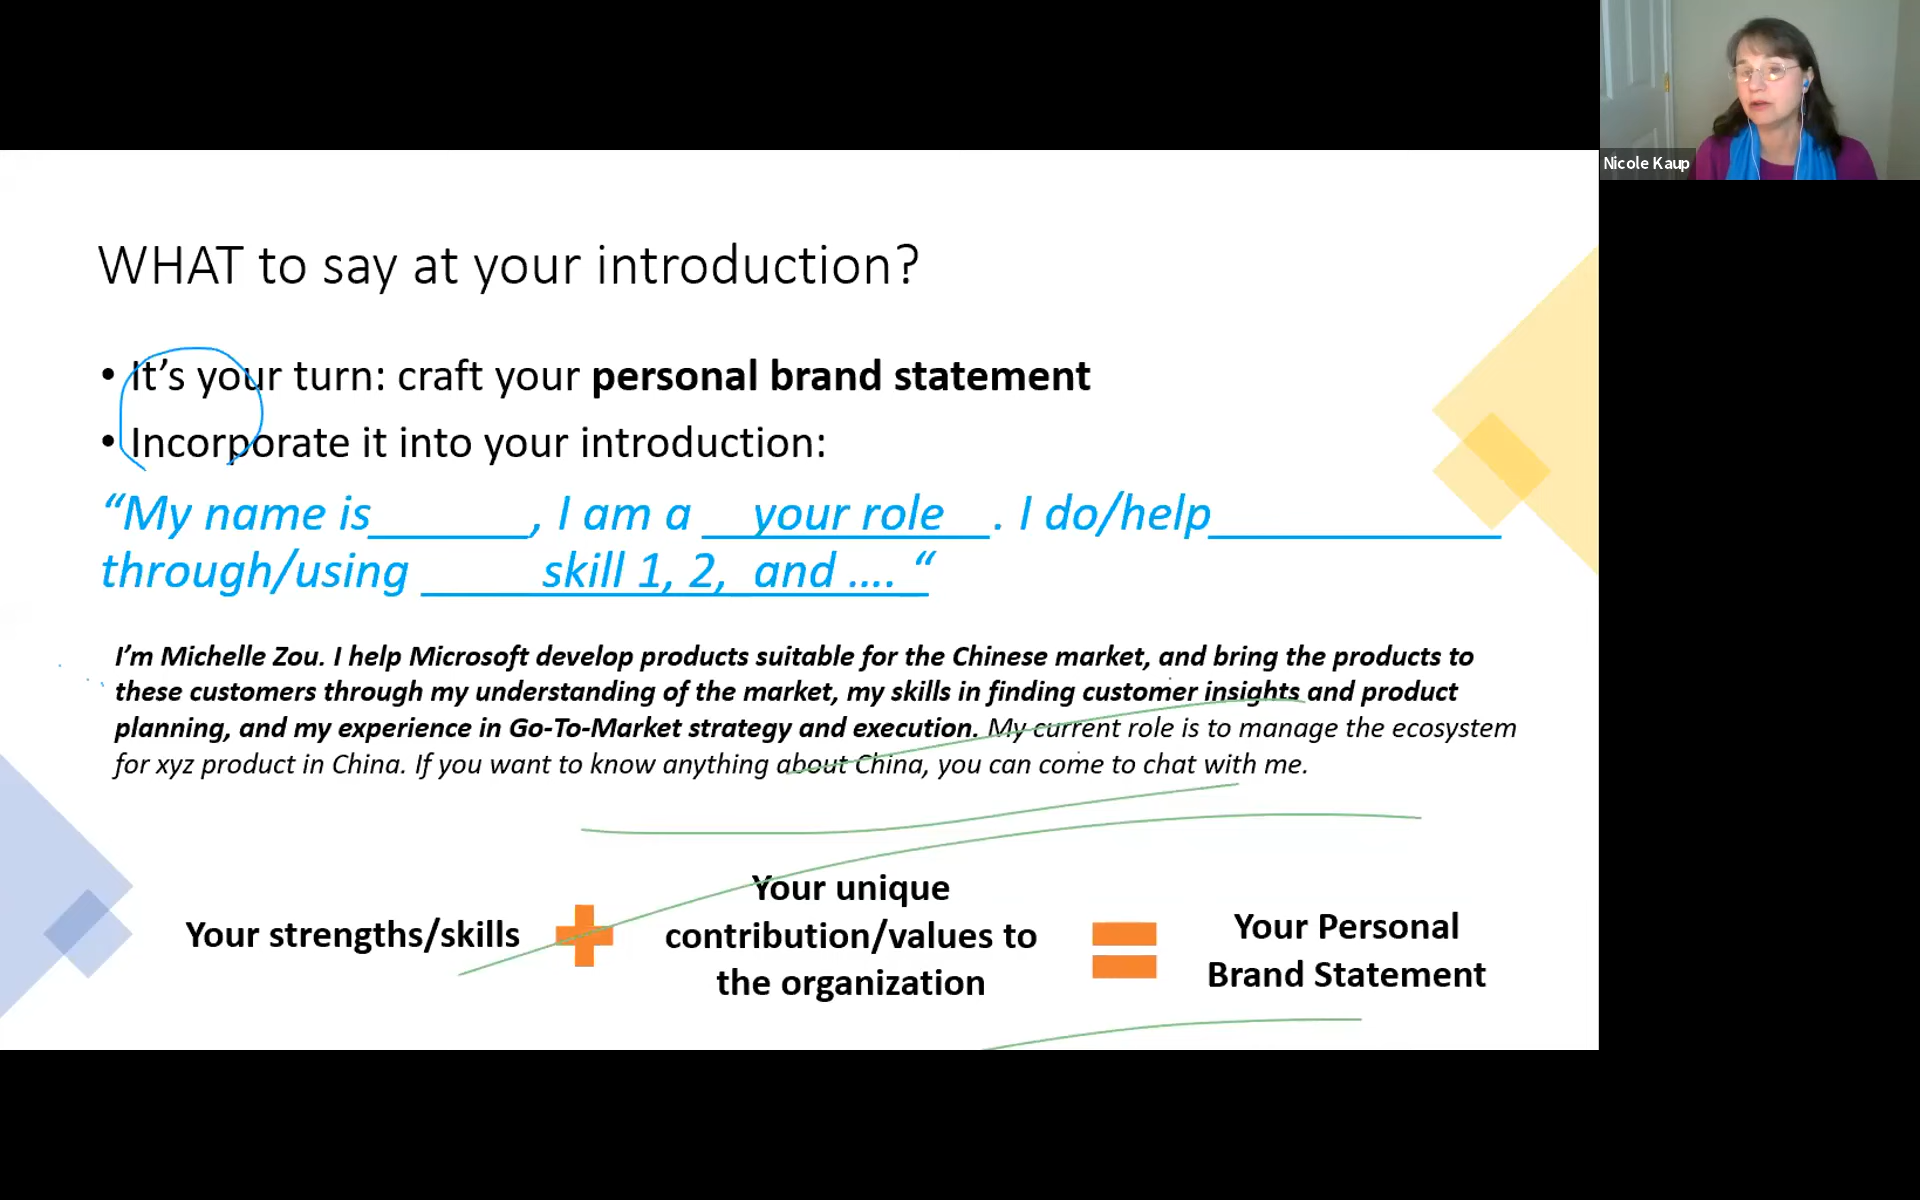 Nicole Kaup
WHAT to say at your introduction?
• It’s your turn: craft your personal brand statement
• Incorporate it into your introduction:
“My name is______, I am a __your role__. I do/help___________
through/using _____skill 1, 2, and …. “
I’m Michelle Zou. I help Microsoft develop products suitable for the Chinese market, and bring the products to
these customers through my understanding of the market, my skills in finding customer insights and product
planning, and my experience in Go-To-Market strategy and execution. My current role is to manage the ecosystem
for xyz product in China. If you want to know anything about China, you can come to chat with me.
Your strengths/skills
Your unique
contribution/values to
the organization
Your Personal
Brand Statement